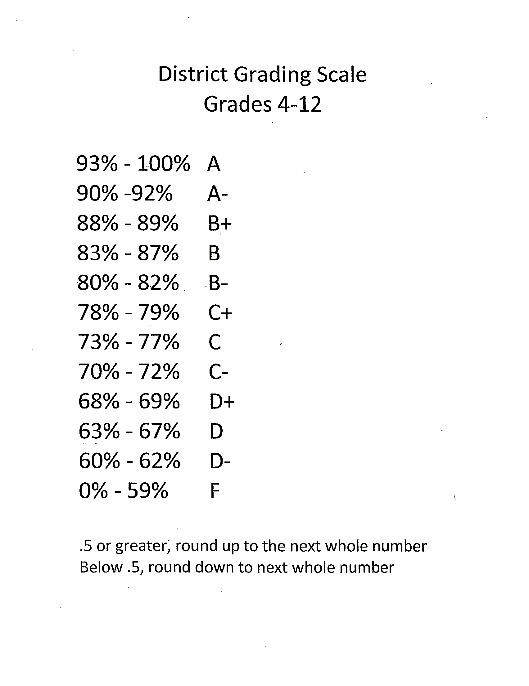 District Grading Scale
Grades 4-12
93% - 100% A
90% -92% A-
88% - 89% B+
83% - 87% B
80% - 82% B-
78% - 79% C+
73% - 77% C
70% - 72% C-
68% - 69% D+
63% - 67% D
60% - 62% D-
0% - 59% F
.5 or greater, round up to the next whole number
Below .5, round down to next whole number